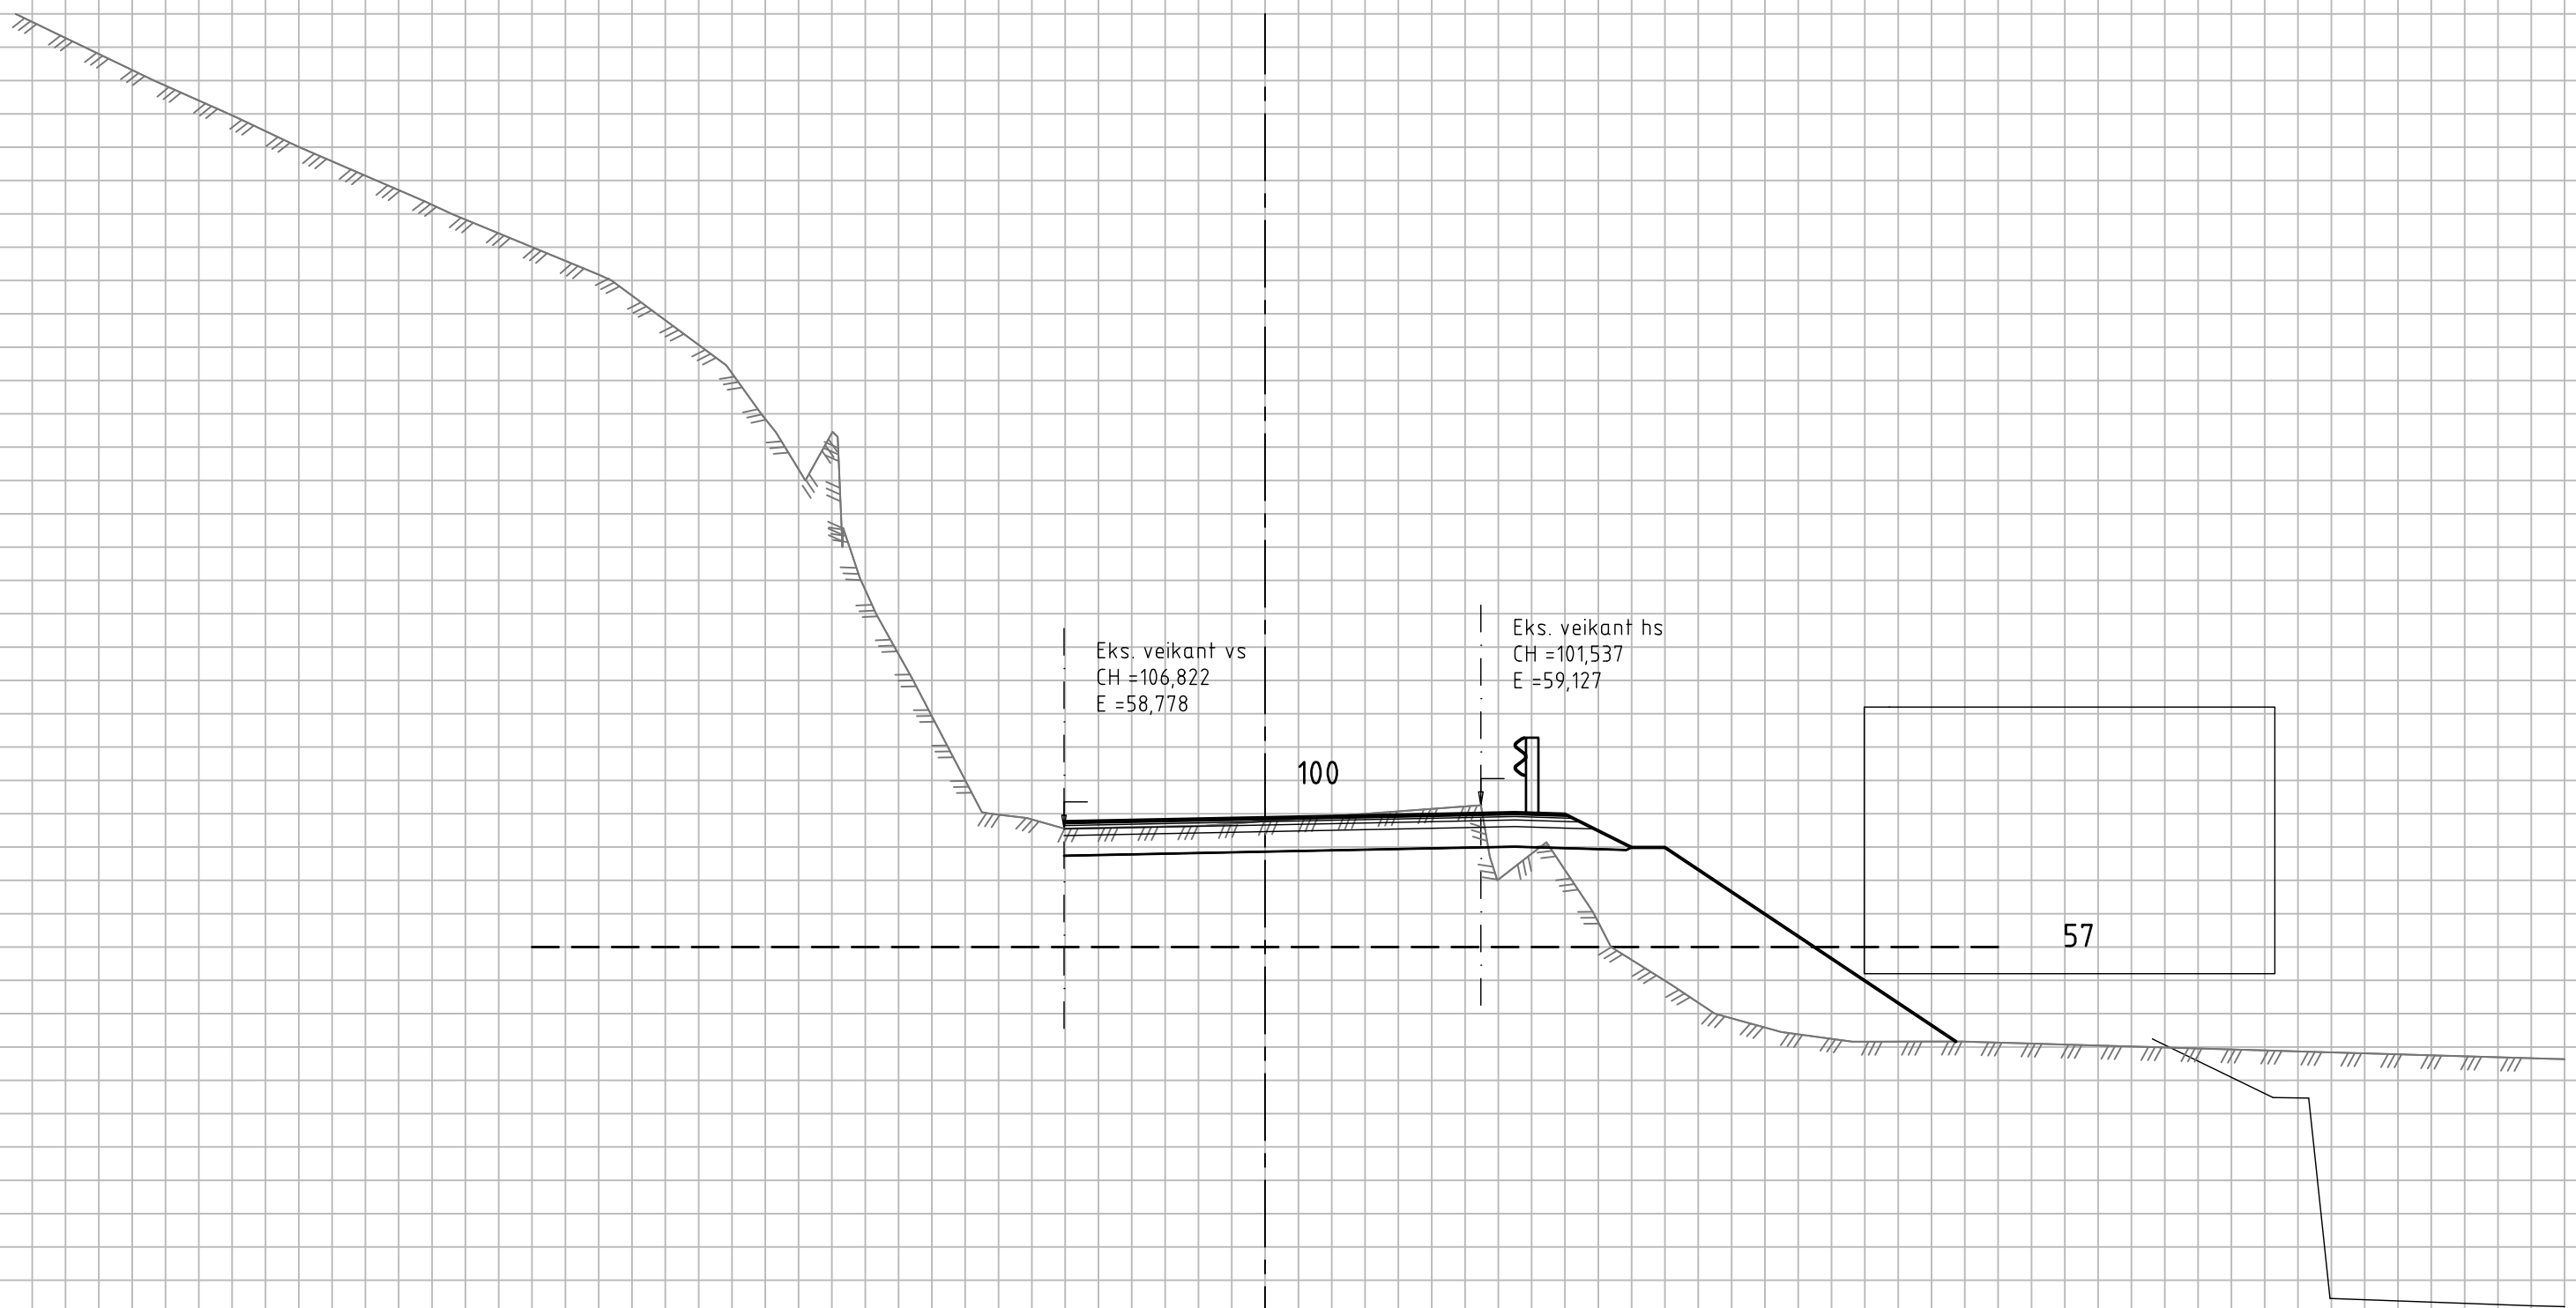 Eks. veikant vs
CH =106,822
E =58,778
Eks. veikant hs
CH =101,537
E =59,127
100
57